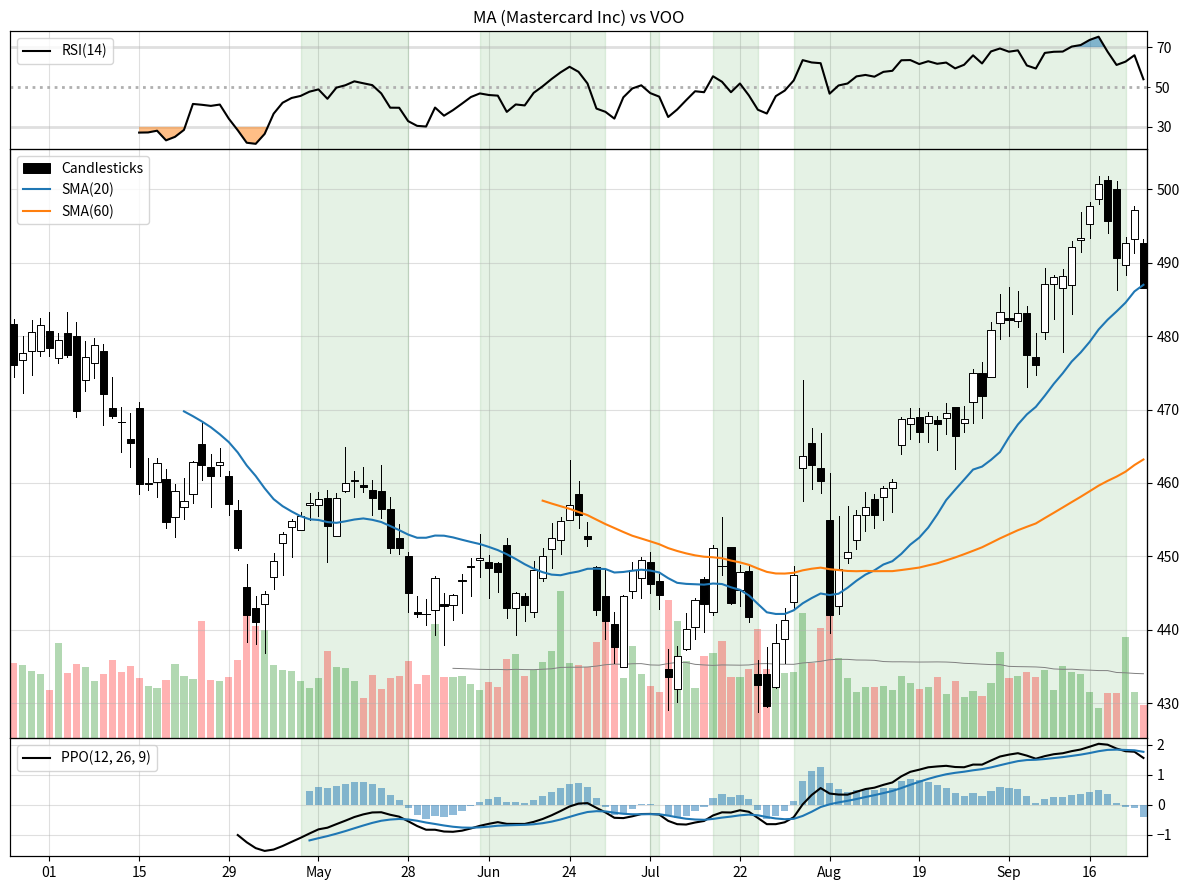 MA (Mastercard Inc) vs VOO
RSI(14)
70
50
30
Candlesticks
SMA(20)
SMA(60)
500
490
480
470
460
450
440
430
PPO(12, 26, 9)
2
1
0
−1
01 15 29 May 28 Jun 24 Jul 22 Aug 19 Sep 16